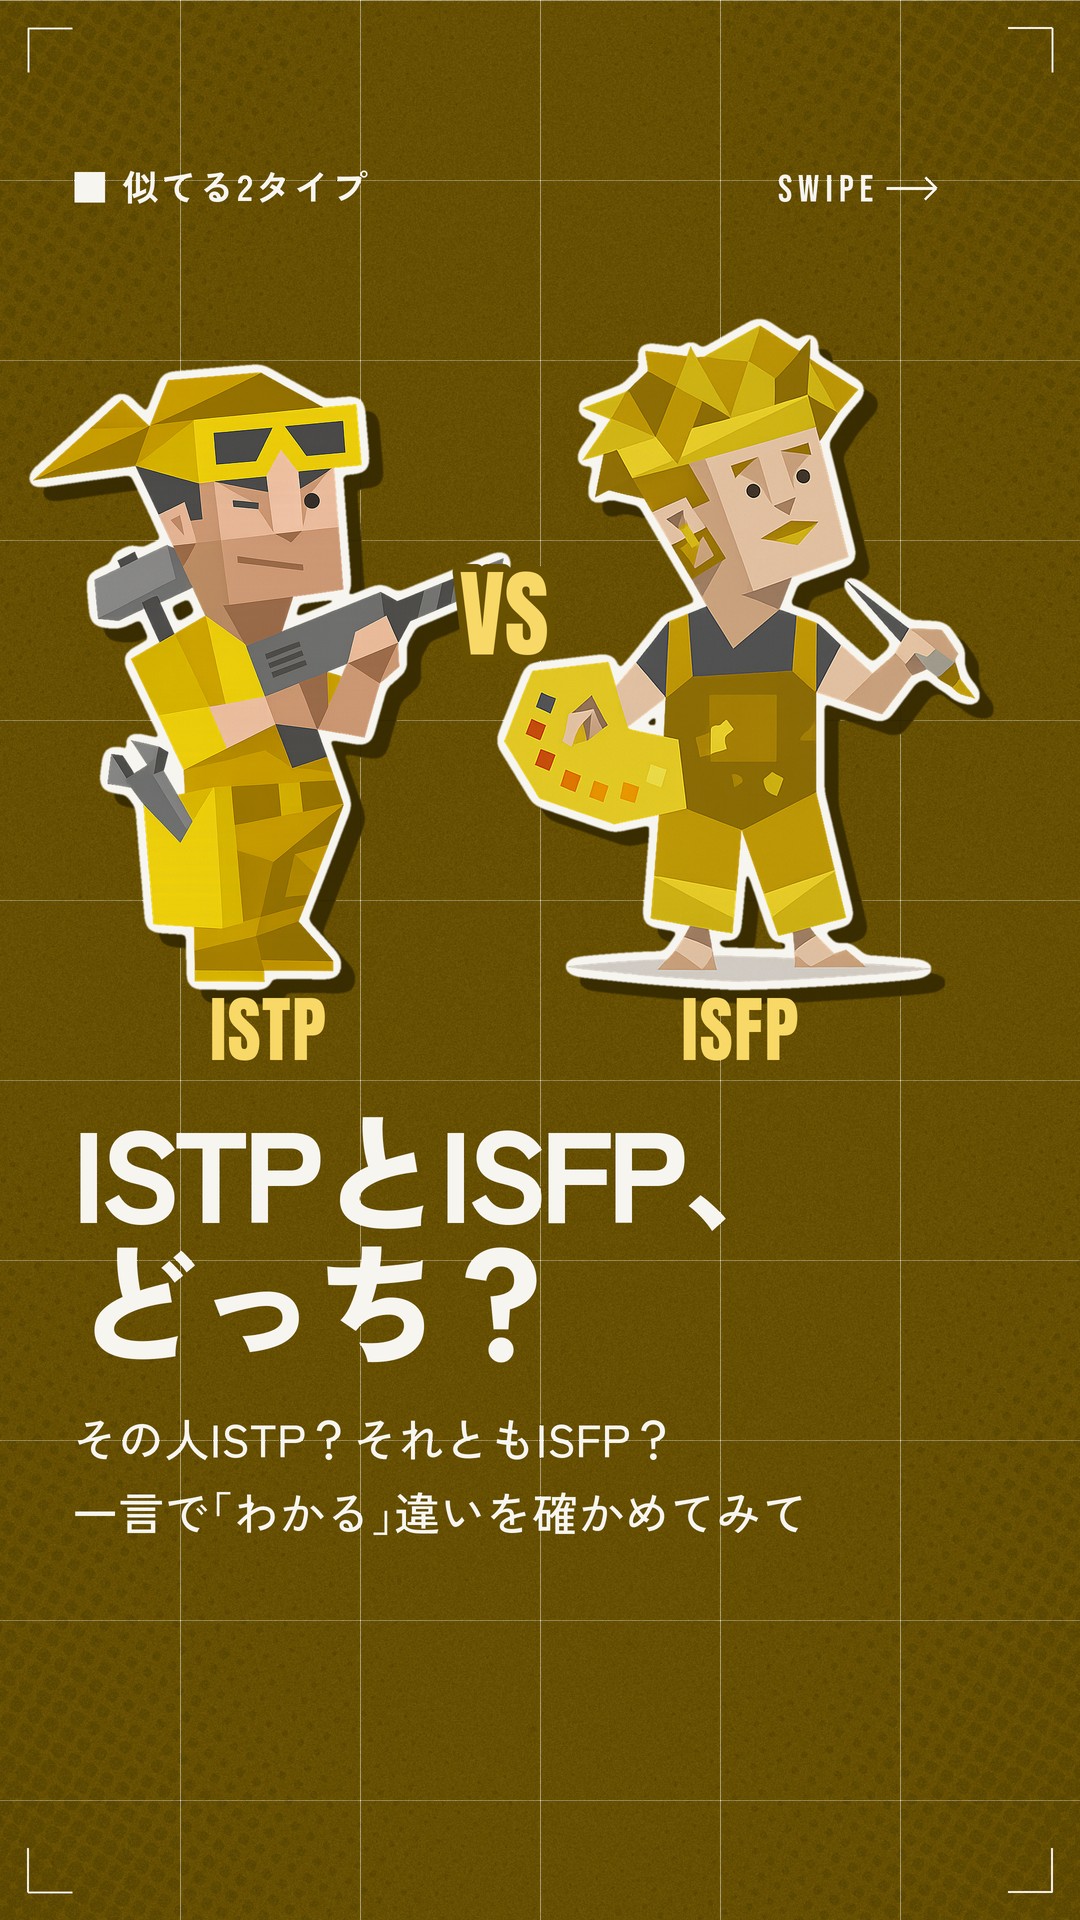 似てる2タイプ
SWIPE →
VS
ISTP
ISFP
ISTPとISFP、
どっち？
その人ISTP？それともISFP？
一言で「わかる」違いを確かめてみて